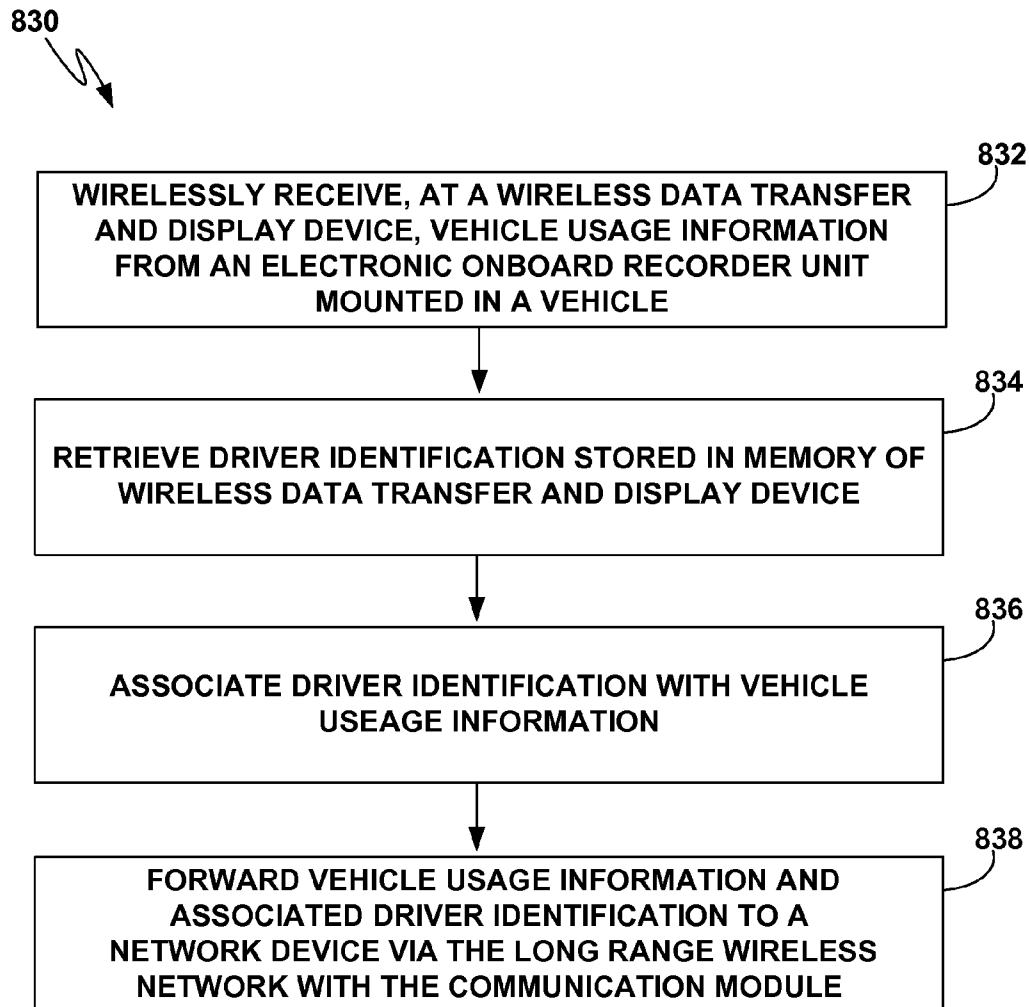 830
832
WIRELESSLY RECEIVE, AT A WIRELESS DATA TRANSFER
AND DISPLAY DEVICE, VEHICLE USAGE INFORMATION
FROM AN ELECTRONIC ONBOARD RECORDER UNIT
MOUNTED IN A VEHICLE
834
RETRIEVE DRIVER IDENTIFICATION STORED IN MEMORY OF
WIRELESS DATA TRANSFER AND DISPLAY DEVICE
836
ASSOCIATE DRIVER IDENTIFICATION WITH VEHICLE
USEAGE INFORMATION
838
FORWARD VEHICLE USAGE INFORMATION AND
ASSOCIATED DRIVER IDENTIFICATION TO A
NETWORK DEVICE VIA THE LONG RANGE WIRELESS
NETWORK WITH THE COMMUNICATION MODULE